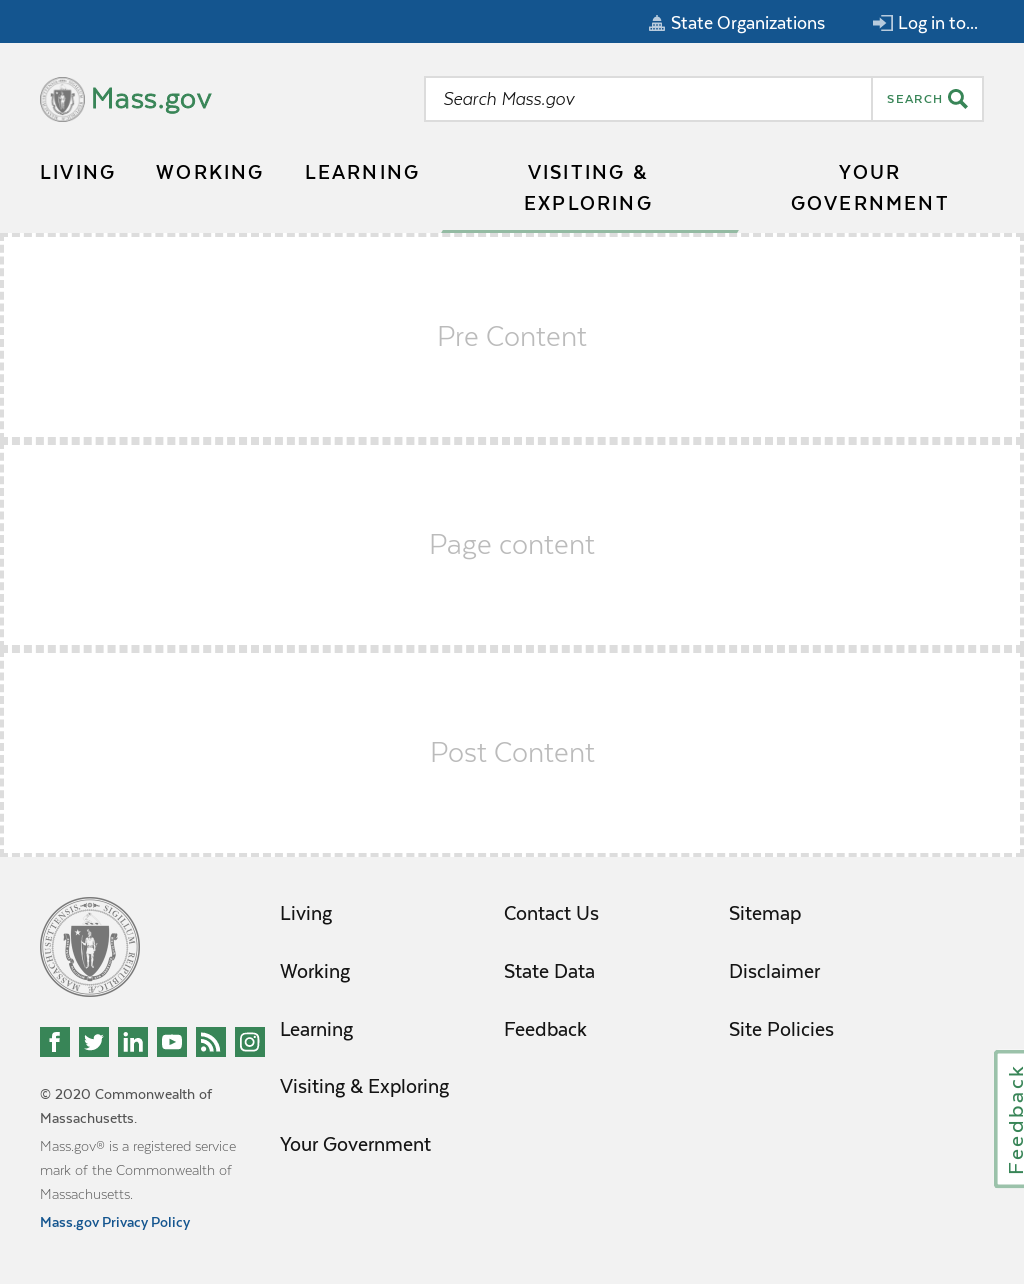 State Organizations
Log in to...
Mass.gov
Search Mass.gov
SEARCH
LIVING
WORKING
LEARNING
VISITING &
EXPLORING
YOUR
GOVERNMENT
Pre Content
Page content
Post Content
Living
Working
Learning
Visiting & Exploring
Your Government
Contact Us
State Data
Feedback
Sitemap
Disclaimer
Site Policies
© 2020 Commonwealth of
Massachusetts.
Mass.gov® is a registered service
mark of the Commonwealth of
Massachusetts.
Mass.gov Privacy Policy
Feedback